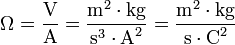 Ω = V/A = m² · kg / s³ · A² = m² · kg / s · C²